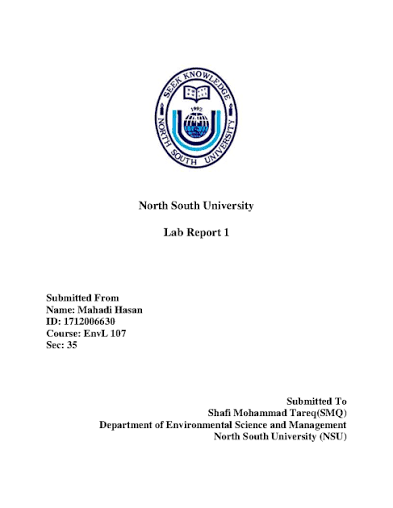 SEEK KNOWLEDGE
1992
NORTH SOUTH UNIVERSITY
North South University
Lab Report 1
Submitted From
Name: Mahadi Hasan
ID: 1712006630
Course: EnvL 107
Sec: 35
Submitted To
Shafi Mohammad Tareq(SMQ)
Department of Environmental Science and Management
North South University (NSU)